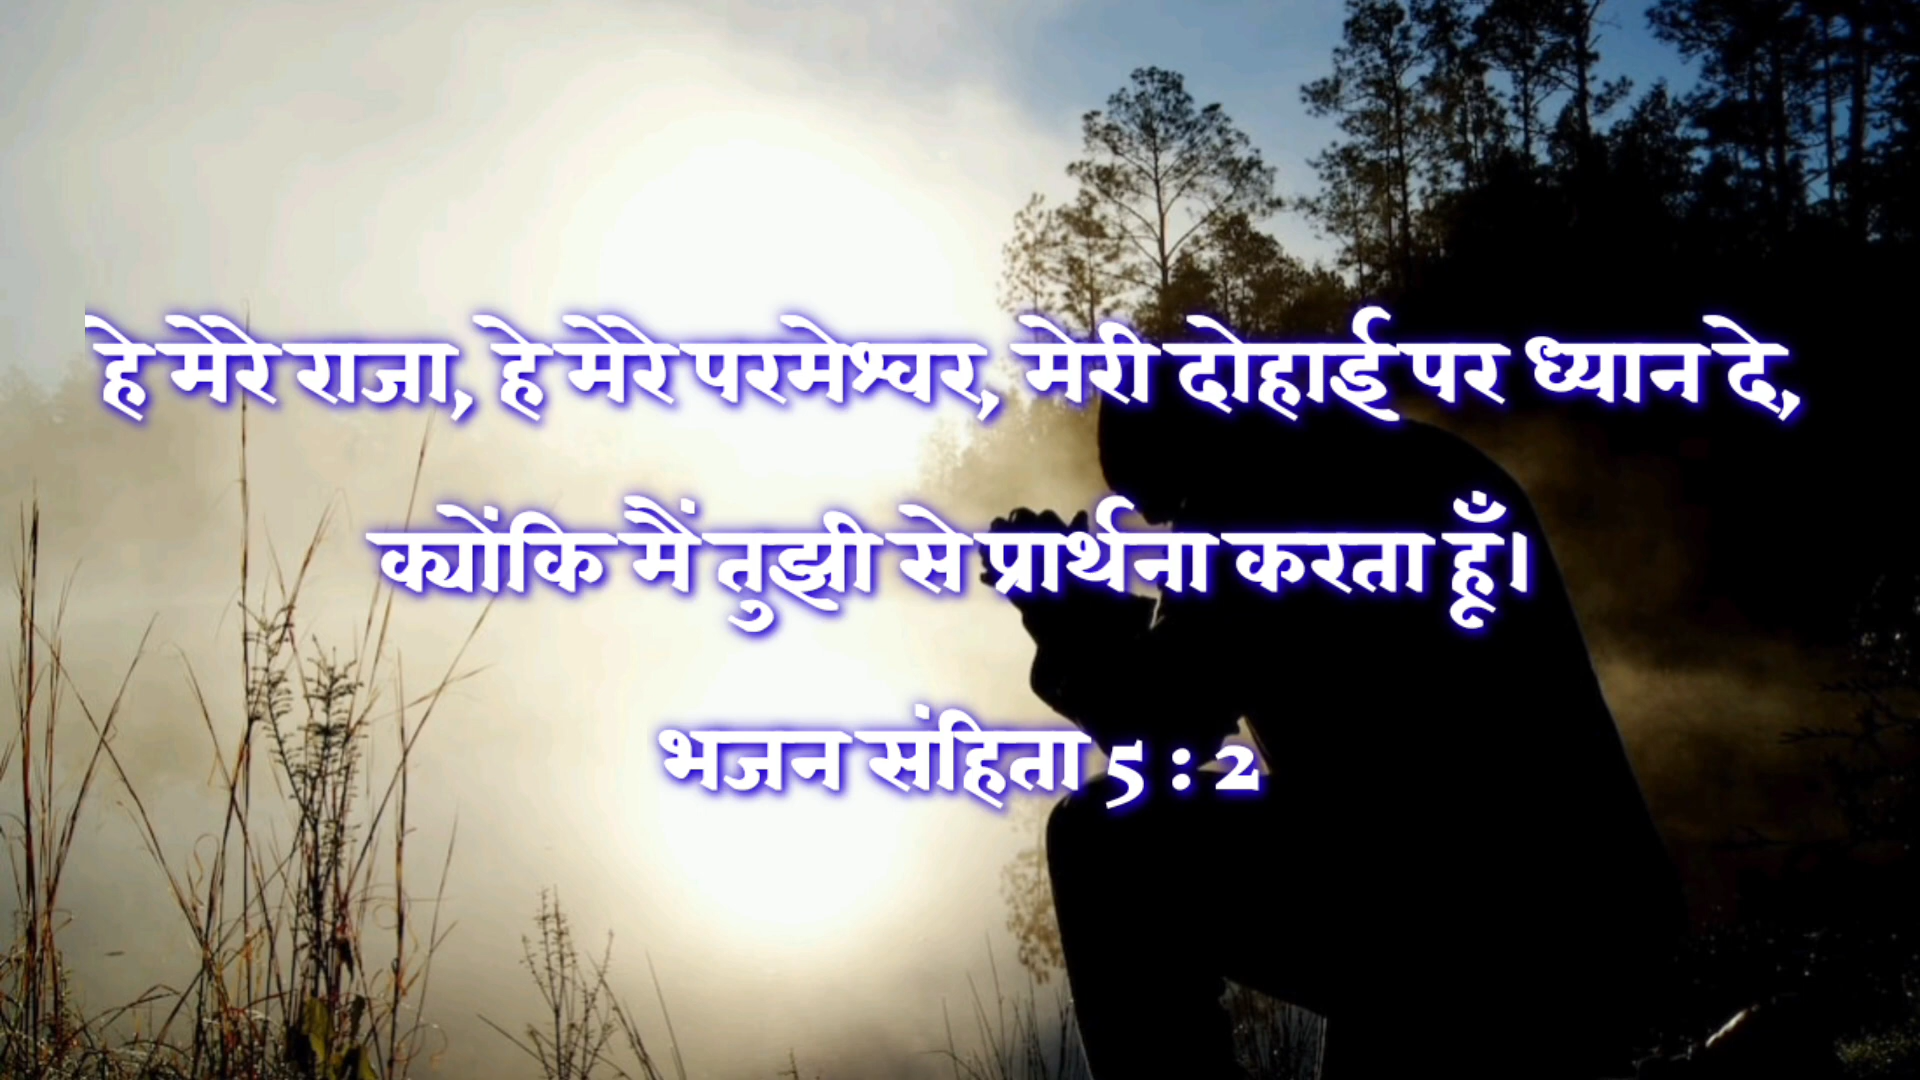 हे मेरे राजा, हे मेरे परमेश्वर, मेरी दोहाई पर ध्यान दे,
क्योंकि मैं तुझी से प्रार्थना करता हूँ।
भजन संहिता 5 : 2